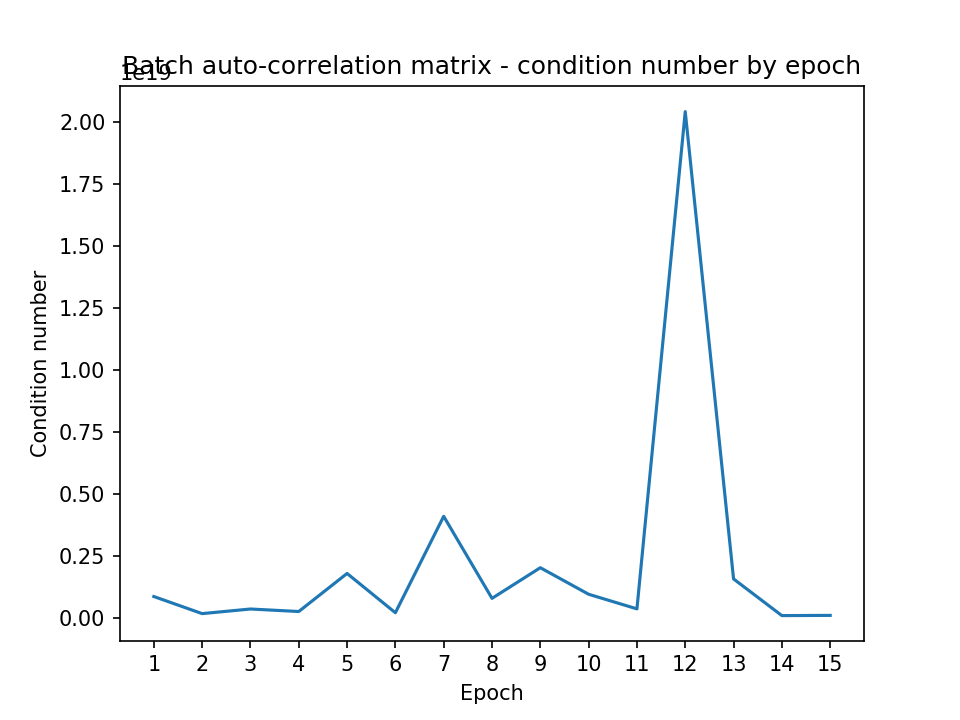 Batch auto-correlation matrix - condition number by epoch
1e19
2.00
1.75
1.50
1.25
1.00
0.75
0.50
0.25
0.00
Condition number
1 2 3 4 5 6 7 8 9 10 11 12 13 14 15
Epoch